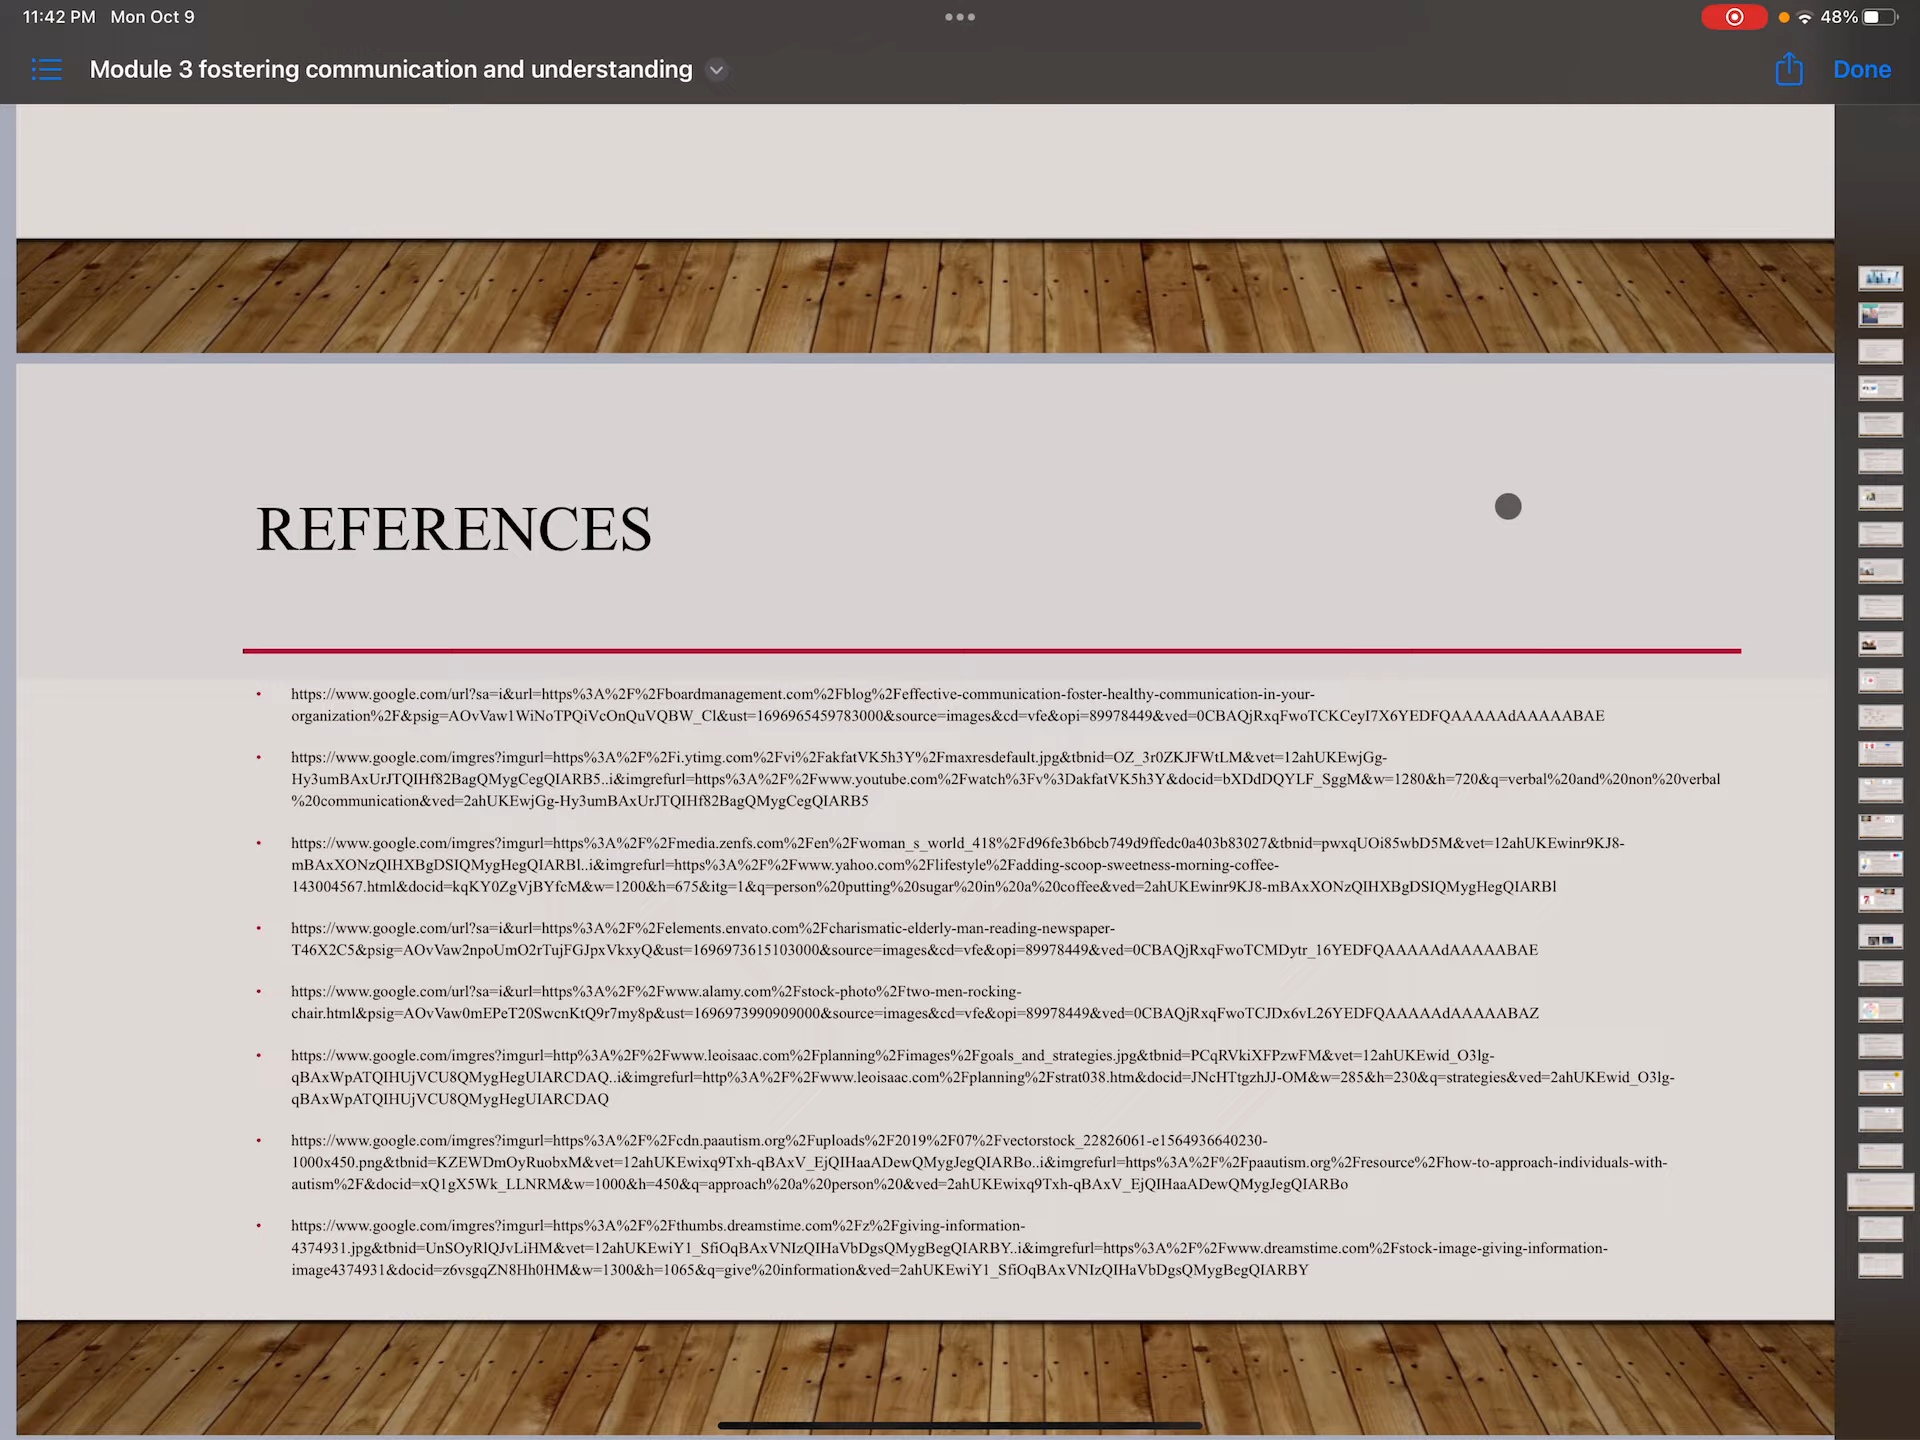 11:42 PM Mon Oct 9
48%
Module 3 fostering communication and understanding
Done
REFERENCES
• https://www.google.com/url?sa=i&url=https%3A%2F%2Fboardmanagement.com%2Fblog%2Feffective-communication-foster-healthy-communication-in-your-
organization%2F&psig=AOvVaw1WiNoTPQiVcOnQuVQBW_Cl&ust=1696965459783000&source=images&cd=vfe&opi=89978449&ved=0CBAQjRxqFwoTCKCeyI7X6YEDFQAAAAAdAAAAABAE
• https://www.google.com/imgres?imgurl=https%3A%2F%2Fi.ytimg.com%2Fvi%2FakfatVK5h3Y%2Fmaxresdefault.jpg&tbnid=OZ_3r0ZKJFWtLM&vet=12ahUKEwjGg-
Hy3umBAxUrJTQIHf82BagQMygCegQIARB5..i&imgrefurl=https%3A%2F%2Fwww.youtube.com%2Fwatch%3Fv%3DakfatVK5h3Y&docid=bXDdDQYLF_SggM&w=1280&h=720&q=verbal%20and%20non%20verbal
%20communication&ved=2ahUKEwjGg-Hy3umBAxUrJTQIHf82BagQMygCegQIARB5
• https://www.google.com/imgres?imgurl=https%3A%2F%2Fmedia.zenfs.com%2Fen%2Fwoman_s_world_418%2Fd96fe3b6bcb749d9ffedc0a403b83027&tbnid=pwxqUOi85wbD5M&vet=12ahUKEwinr9KJ8-
mBAxXONzQIHXBgDSIQMygHegQIARBl..i&imgrefurl=https%3A%2F%2Fwww.yahoo.com%2Flifestyle%2Fadding-scoop-sweetness-morning-coffee-
143004567.html&docid=kqKY0ZgVjBYfcM&w=1200&h=675&itg=1&q=person%20putting%20sugar%20in%20a%20coffee&ved=2ahUKEwinr9KJ8-mBAxXONzQIHXBgDSIQMygHegQIARBl
• https://www.google.com/url?sa=i&url=https%3A%2F%2Felements.envato.com%2Fcharismatic-elderly-man-reading-newspaper-
T46X2C5&psig=AOvVaw2npoUmO2rTujFGJpxVkxyQ&ust=1696973615103000&source=images&cd=vfe&opi=89978449&ved=0CBAQjRxqFwoTCMDytr_16YEDFQAAAAAdAAAAABAE
• https://www.google.com/url?sa=i&url=https%3A%2F%2Fwww.alamy.com%2Fstock-photo%2Ftwo-men-rocking-
chair.html&psig=AOvVaw0mEPeT20SwcnKtQ9r7my8p&ust=1696973990909000&source=images&cd=vfe&opi=89978449&ved=0CBAQjRxqFwoTCJDx6vL26YEDFQAAAAAdAAAAABAZ
• https://www.google.com/imgres?imgurl=http%3A%2F%2Fwww.leoisaac.com%2Fplanning%2Fimages%2Fgoals_and_strategies.jpg&tbnid=PCqRVkiXFPzwFM&vet=12ahUKEwid_O3lg-
qBAxWpATQIHUjVCU8QMygHegUIARCDAQ..i&imgrefurl=http%3A%2F%2Fwww.leoisaac.com%2Fplanning%2Fstrat038.htm&docid=JNcHTtgzhJJ-OM&w=285&h=230&q=strategies&ved=2ahUKEwid_O3lg-
qBAxWpATQIHUjVCU8QMygHegUIARCDAQ
• https://www.google.com/imgres?imgurl=https%3A%2F%2Fcdn.paautism.org%2Fuploads%2F2019%2F07%2Fvectorstock_22826061-e1564936640230-
1000x450.png&tbnid=KZEWDmOyRuobxM&vet=12ahUKEwixq9Txh-qBAxV_EjQIHaaADewQMygJegQIARBo..i&imgrefurl=https%3A%2F%2Fpaautism.org%2Fresource%2Fhow-to-approach-individuals-with-
autism%2F&docid=xQ1gX5Wk_LLNRM&w=1000&h=450&q=approach%20a%20person%20&ved=2ahUKEwixq9Txh-qBAxV_EjQIHaaADewQMygJegQIARBo
• https://www.google.com/imgres?imgurl=https%3A%2F%2Fthumbs.dreamstime.com%2Fz%2Fgiving-information-
4374931.jpg&tbnid=UnSOyRlQJvLiHM&vet=12ahUKEwiY1_SfiOqBAxVNIzQIHaVbDgsQMygBegQIARBY..i&imgrefurl=https%3A%2F%2Fwww.dreamstime.com%2Fstock-image-giving-information-
image4374931&docid=z6vsgqZN8Hh0HM&w=1300&h=1065&q=give%20information&ved=2ahUKEwiY1_SfiOqBAxVNIzQIHaVbDgsQMygBegQIARBY